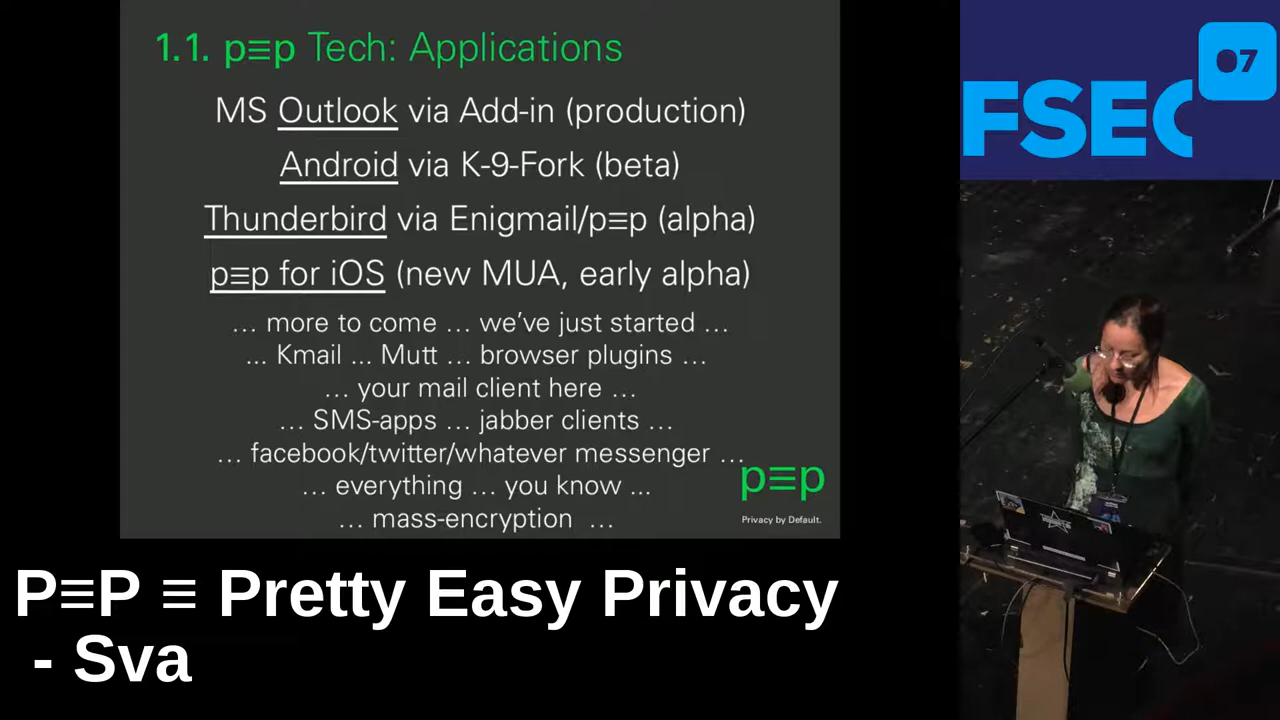 1.1. p≡p Tech: Applications
MS Outlook via Add-in (production)
Android via K-9-Fork (beta)
Thunderbird via Enigmail/p≡p (alpha)
p≡p for iOS (new MUA, early alpha)
… more to come … we've just started …
... Kmail ... Mutt … browser plugins …
… your mail client here …
… SMS-apps … jabber clients …
… facebook/twitter/whatever messenger …
… everything … you know ...
… mass-encryption …
p≡p
Privacy by Default.
FSEC
07
P≡P ≡ Pretty Easy Privacy
- Sva